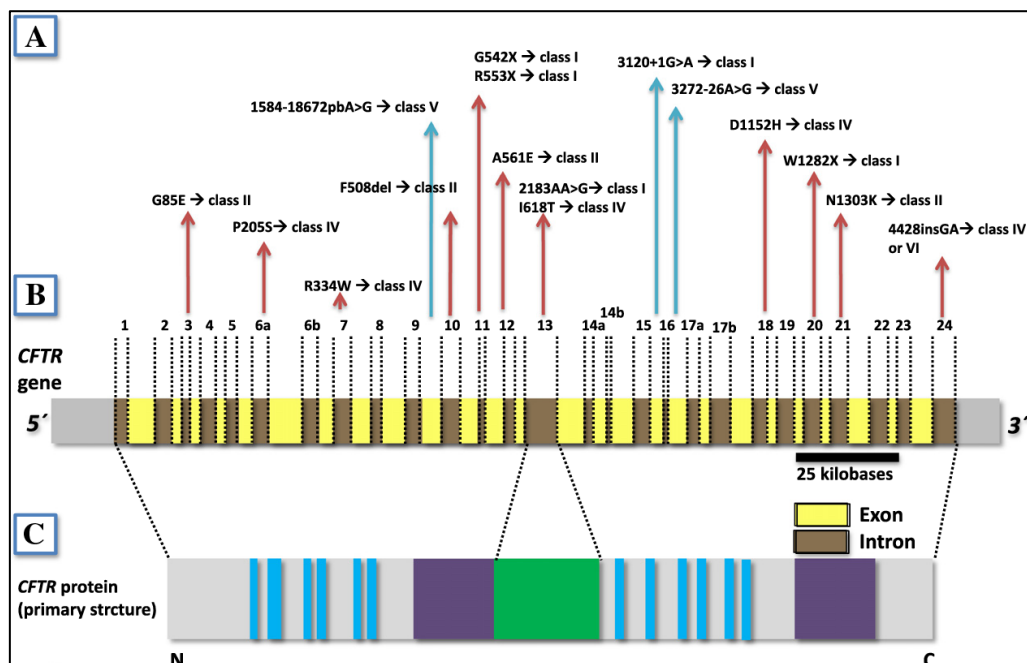 A
G542X → class I
R553X → class I
3120+1G>A → class I
3272-26A>G → class V
1584-18672pbA>G → class V
D1152H → class IV
A561E → class II
W1282X → class I
F508del → class II
2183AA>G → class I
I618T → class IV
G85E → class II
N1303K → class II
P205S → class IV
4428insGA → class IV
or VI
B
R334W → class IV
1 2 3 4 5 6a 6b 7 8 9 10 11 12 13 14a 14b 15 16 17a 17b 18 19 20 21 22 23 24
CFTR
gene
5´
3´
25 kilobases
Exon
Intron
C
CFTR protein
(primary strcture)
N
C